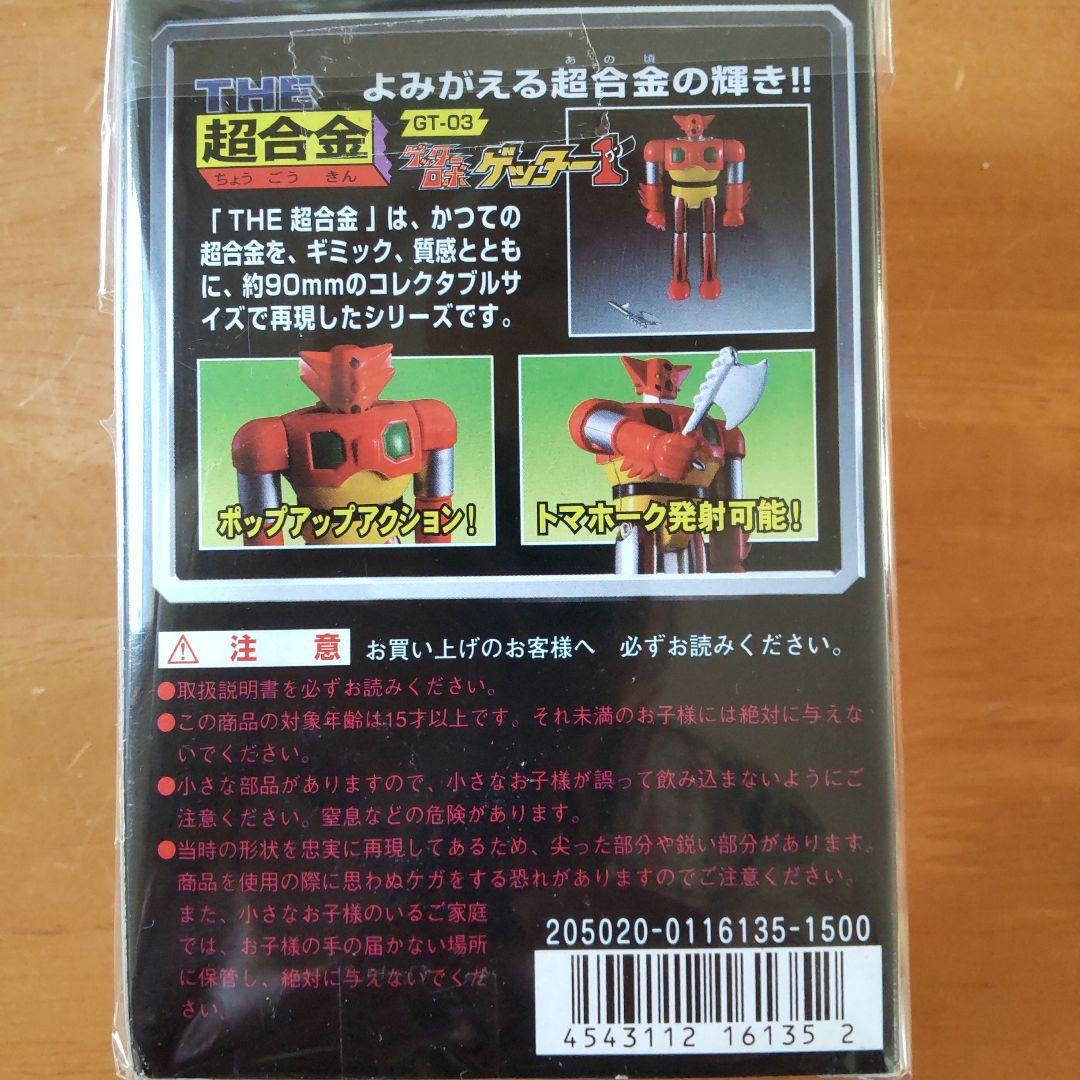 THE
超合金
ちょう ごう きん
あの頃
よみがえる超合金の輝き!!
GT-03
ゲッターロボ ゲッター1
ワン
「THE 超合金」は、かつての
超合金を、ギミック、質感ととも
に、約90mmのコレクタブルサ
イズで再現したシリーズです。
ポップアップアクション!
トマホーク発射可能!
注 意 お買い上げのお客様へ 必ずお読みください。
●取扱説明書を必ずお読みください。
●この商品の対象年齢は15才以上です。それ未満のお子様には絶対に与えな
いでください。
●小さな部品がありますので、小さなお子様が誤って飲み込まないようにご
注意ください。窒息などの危険があります。
●当時の形状を忠実に再現してあるため、尖った部分や鋭い部分があります。
商品を使用の際に思わぬケガをする恐れがありますのでご注意ください。
また、小さなお子様のいるご家庭
では、お子様の手の届かない場所
に保管し、絶対に与えないでくだ
さい。
205020-0116135-1500
4543112 16135 2